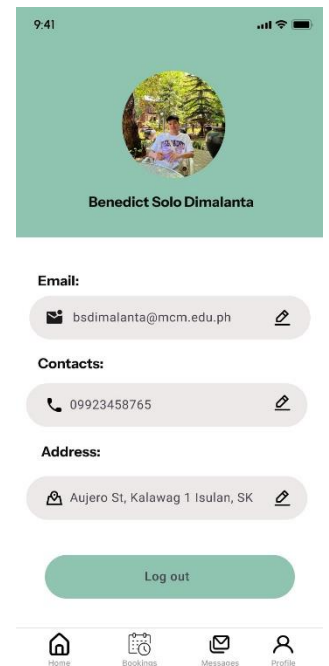 9:41
Benedict Solo Dimalanta
Email:
bsdimalanta@mcm.edu.ph
Contacts:
09923458765
Address:
Aujero St, Kalawag 1 Isulan, SK
Log out
Home Bookings Messages Profile